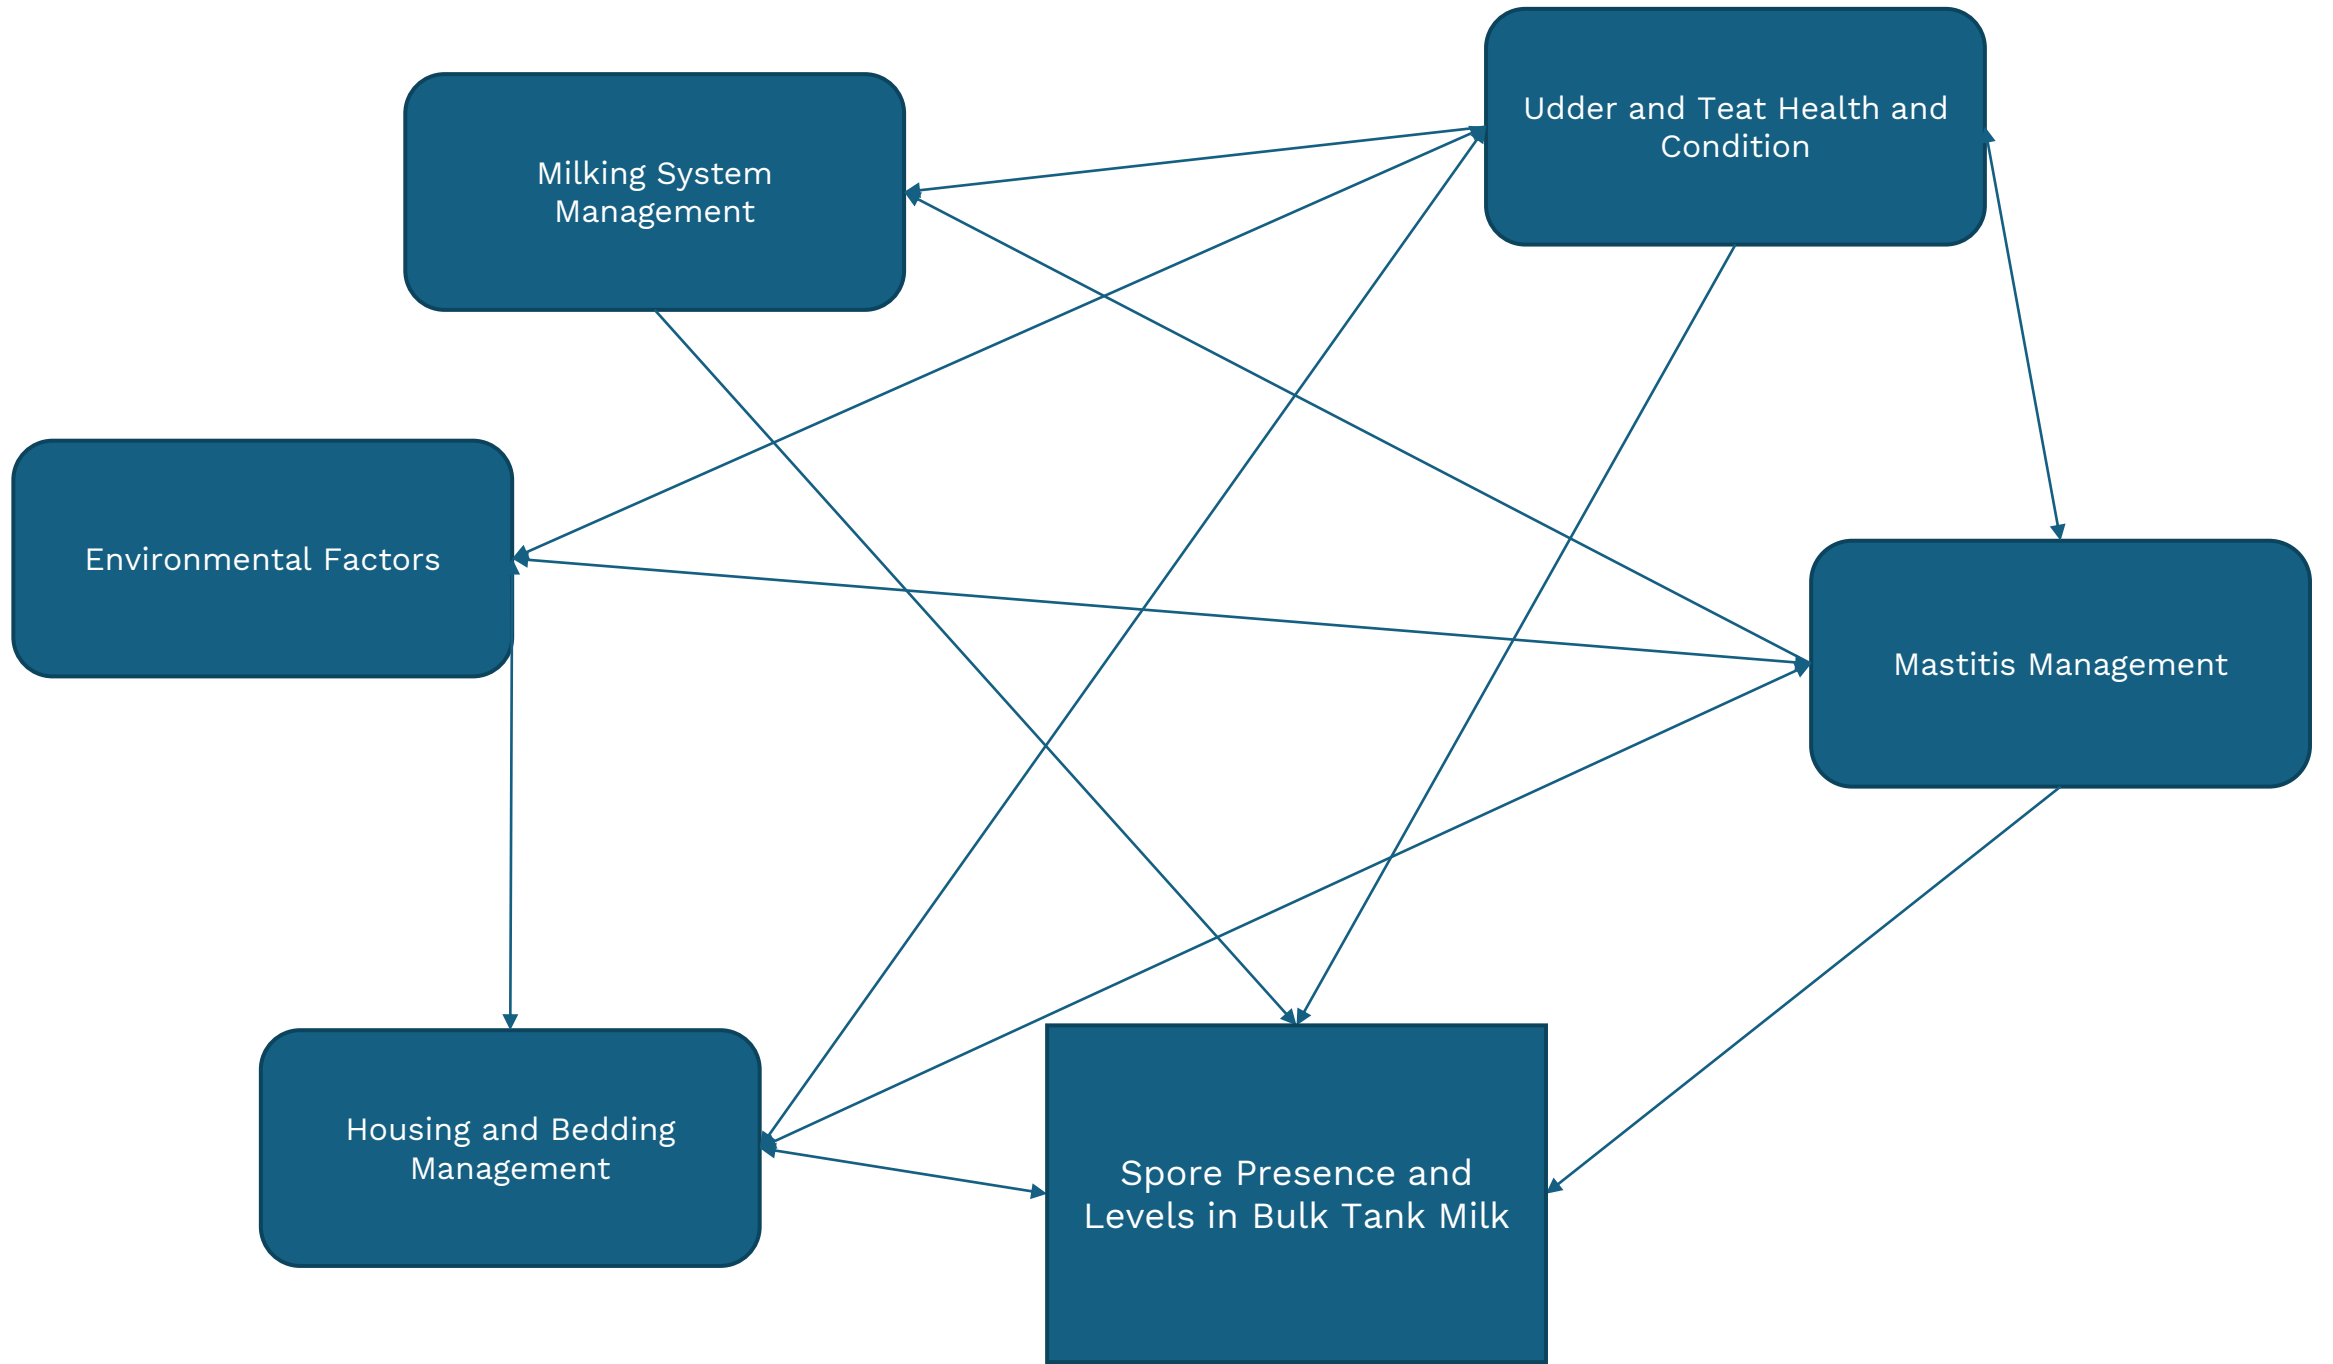 Udder and Teat Health and
Condition
Milking System
Management
Environmental Factors
Mastitis Management
Housing and Bedding
Management
Spore Presence and
Levels in Bulk Tank Milk